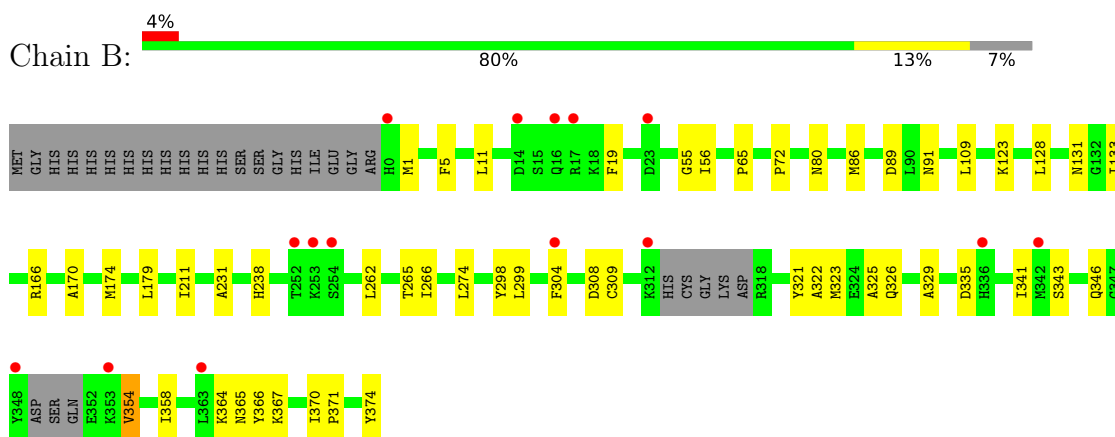 4%
Chain B:
80% 13% 7%
MET GLY HIS HIS HIS HIS HIS HIS HIS HIS HIS HIS SER SER GLY HIS ILE GLU GLY ARG H0 M1 F5 L11 D14 S15 Q16 R17 K18 F19 D23 G55 I56 P65 P72 N80 M86 D89 L90 N91 L109 K123 L128 N131 G132
R166 A170 M174 L179 I211 A231 H238 T252 K253 S254 L262 T265 I266 L274 Y298 L299 F304 D308 C309 K312 HIS CYS GLY LYS ASP R318 Y321 A322 M323 E324 A325 Q326 A329 D335 H336 I341 M342 S343 Q346
Y348 ASP SER GLN E352 K353 V354 I358 L363 K364 N365 Y366 K367 I370 P371 Y374